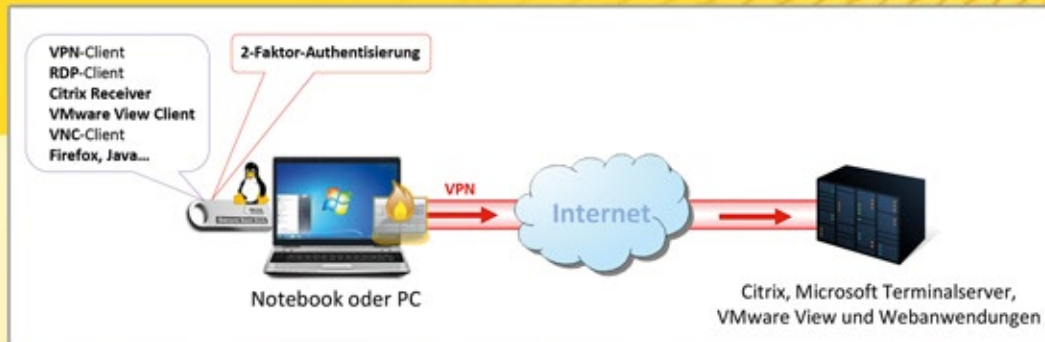 VPN-Client
RDP-Client
Citrix Receiver
VMware View Client
VNC-Client
Firefox, Java...
2-Faktor-Authentisierung
VPN
Internet
Notebook oder PC
Citrix, Microsoft Terminalserver,
VMware View und Webanwendungen